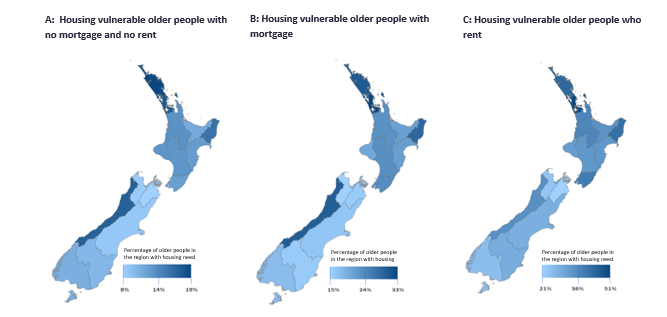 A: Housing vulnerable older people with
no mortgage and no rent
B: Housing vulnerable older people with
mortgage
C: Housing vulnerable older people who
rent
Percentage of older people in
the region with housing need
8% 14% 19%
Percentage of older people
in the region with housing
15% 24% 33%
Percentage of older people in
the region with housing need
21% 36% 51%